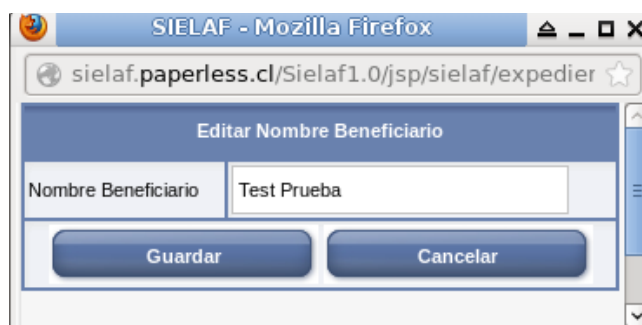 SIELAF - Mozilla Firefox
sielaf.paperless.cl/Sielaf1.0/jsp/sielaf/expedier
Editar Nombre Beneficiario
Nombre Beneficiario Test Prueba
Guardar Cancelar